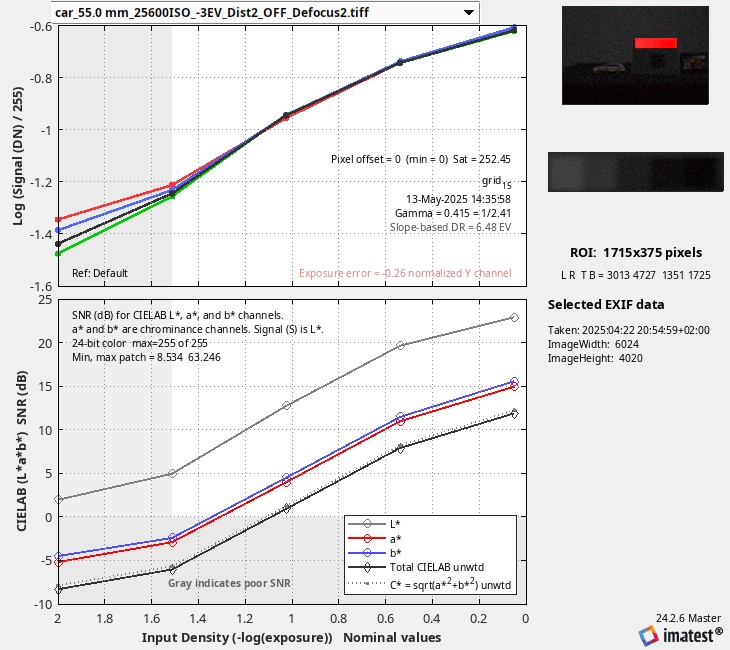 car_55.0 mm_25600ISO_-3EV_Dist2_OFF_Defocus2.tiff
-0.6
-0.8
-1
-1.2
-1.4
-1.6
Log (Signal (DN) / 255)
Pixel offset = 0 (min = 0) Sat = 252.45
grid15
13-May-2025 14:35:58
Gamma = 0.415 = 1/2.41
Slope-based DR = 6.48 EV
Ref: Default
Exposure error = -0.26 normalized Y channel
ROI: 1715x375 pixels
L R T B = 3013 4727 1351 1725
Selected EXIF data
Taken: 2025:04:22 20:54:59+02:00
ImageWidth: 6024
ImageHeight: 4020
25
20
15
10
5
0
-5
-10
CIELAB (L*a*b*) SNR (dB)
SNR (dB) for CIELAB L*, a*, and b* channels.
a* and b* are chrominance channels. Signal (S) is L*.
24-bit color max=255 of 255
Min, max patch = 8.534 63.246
L*
a*
b*
Total CIELAB unwtd
C* = sqrt(a*2+b*2) unwtd
Gray indicates poor SNR
2 1.8 1.6 1.4 1.2 1 0.8 0.6 0.4 0.2 0
Input Density (-log(exposure)) Nominal values
24.2.6 Master
imatest®